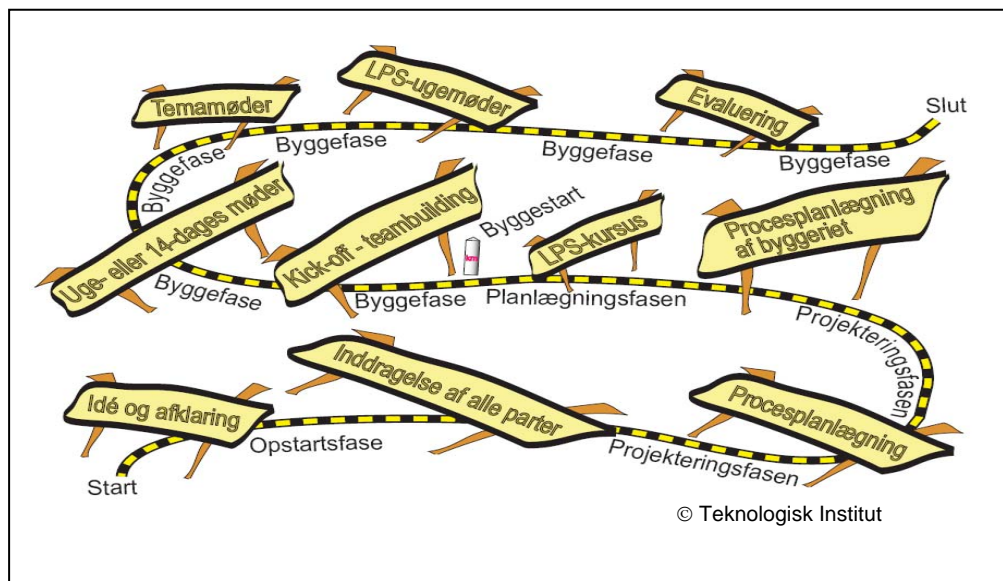 Temamøder
LPS-ugemøder
Evaluering
Slut
Byggefase
Byggefase
Byggefase
Byggefase
Uge- eller 14-dages møder
Kick-off - teambuilding
km
Byggestart
LPS-kursus
Procesplanlægning
af byggeriet
Byggefase
Byggefase
Planlægningsfasen
Projekteringsfasen
Idé og afklaring
Inddragelse af alle parter
Procesplanlægning
Start
Opstartsfase
Projekteringsfasen
© Teknologisk Institut